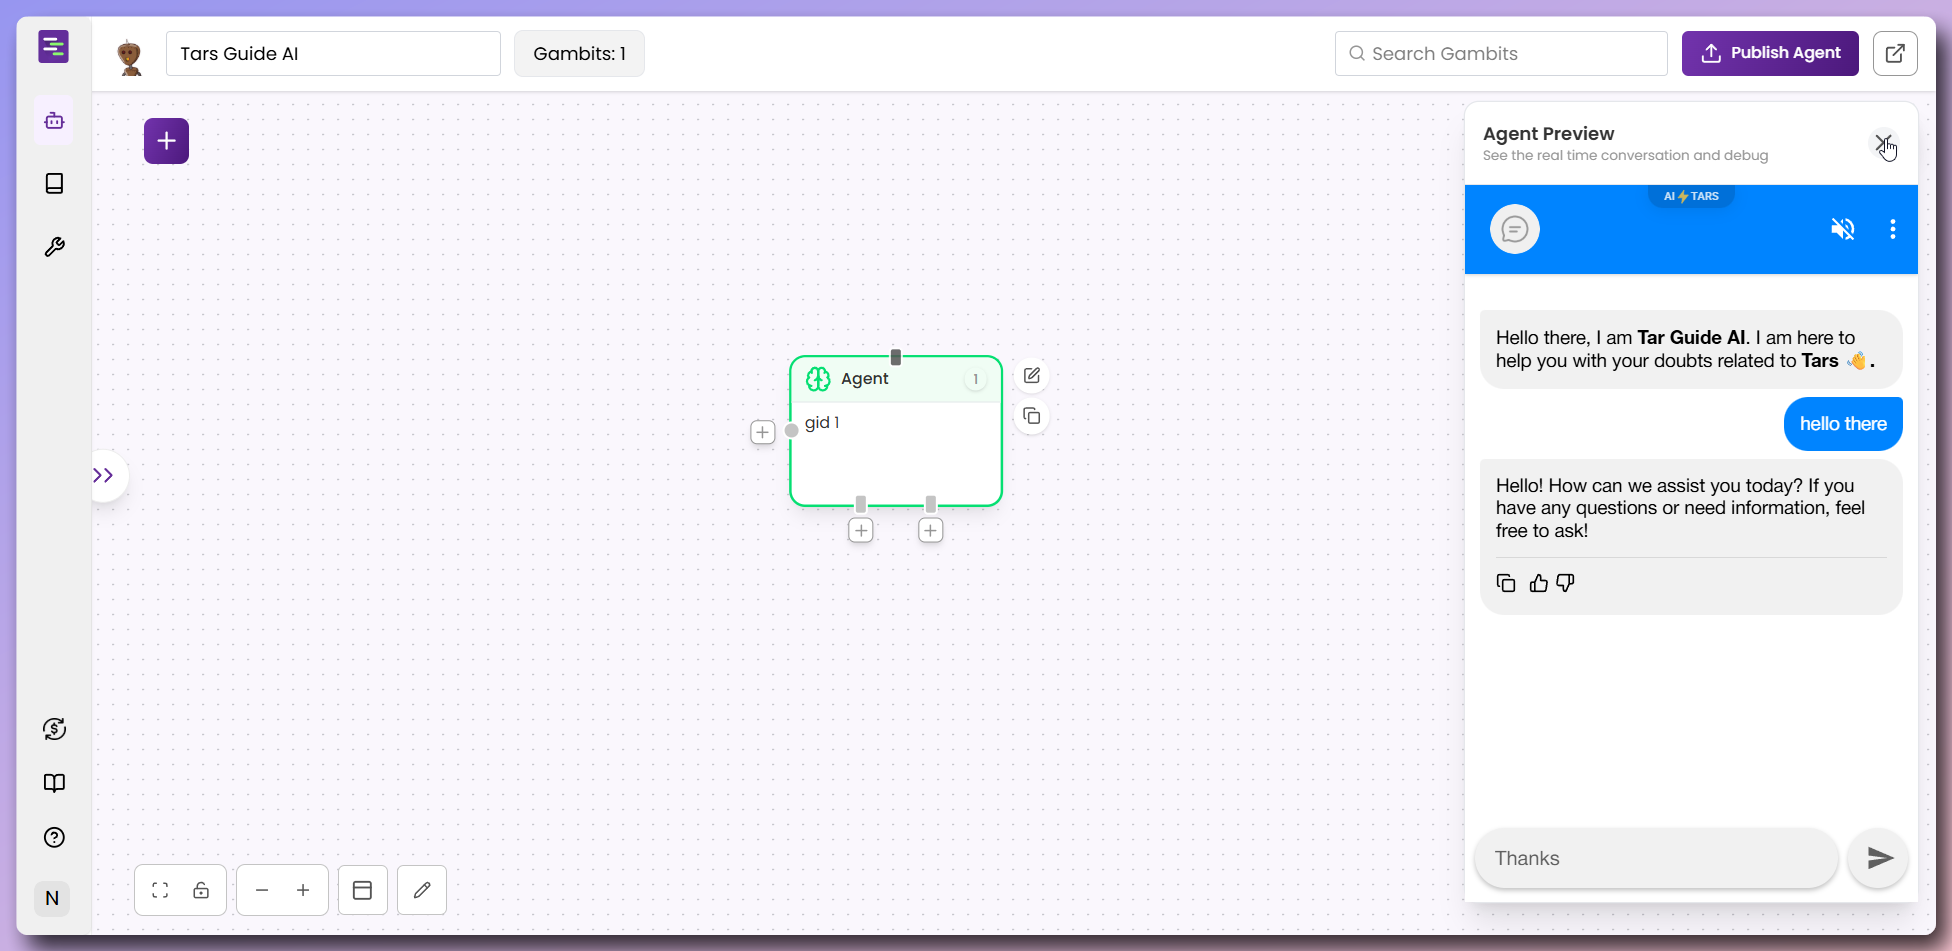 Tars Guide AI
Gambits: 1
Search Gambits
Publish Agent
Agent Preview
See the real time conversation and debug
AI⚡TARS
Hello there, I am Tar Guide AI. I am here to
help you with your doubts related to Tars 👋.
hello there
Hello! How can we assist you today? If you
have any questions or need information, feel
free to ask!
Agent
1
gid 1
Thanks
N